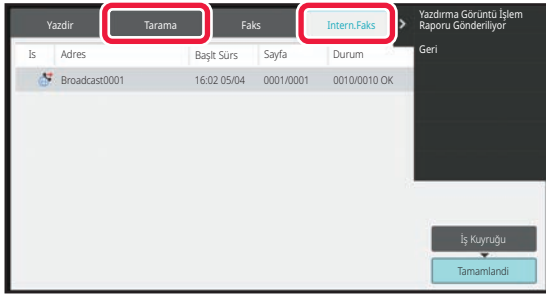 Yazdir Tarama Faks Intern.Faks
Yazdırma Görüntü İşlem
Raporu Gönderiliyor
Geri
Is Adres Başlt Sürs Sayfa Durum
Broadcast0001 16:02 05/04 0001/0001 0010/0010 OK
İş Kuyruğu
Tamamlandi